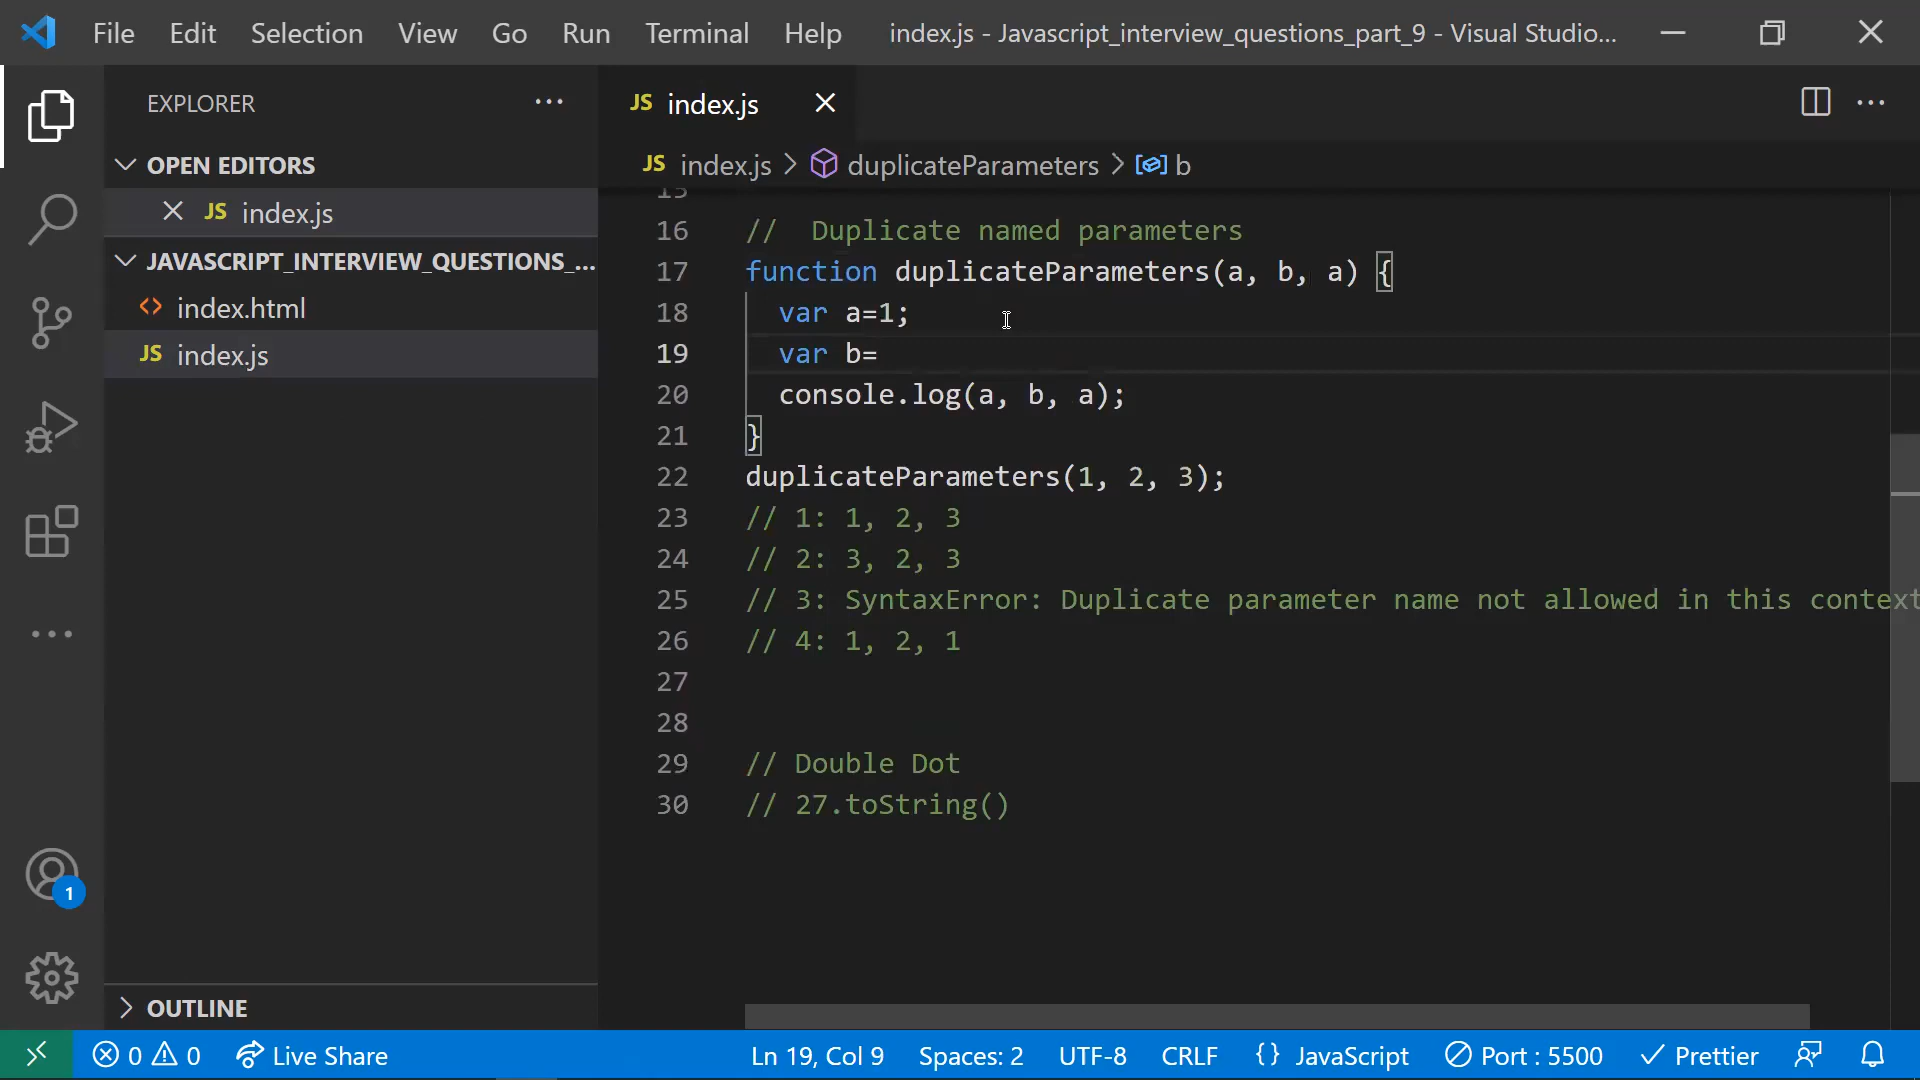 File Edit Selection View Go Run Terminal Help index.js - Javascript_interview_questions_part_9 - Visual Studio...
EXPLORER
OPEN EDITORS
JS index.js
JAVASCRIPT_INTERVIEW_QUESTIONS_...
index.html
JS index.js
OUTLINE
JS index.js
JS index.js > duplicateParameters > b
15
16 //  Duplicate named parameters
17 function duplicateParameters(a, b, a) {
18 var a=1;
19 var b=
20 console.log(a, b, a);
21 }
22 duplicateParameters(1, 2, 3);
23 // 1: 1, 2, 3
24 // 2: 3, 2, 3
25 // 3: SyntaxError: Duplicate parameter name not allowed in this context
26 // 4: 1, 2, 1
27
28
29 // Double Dot
30 // 27.toString()
1
0 0 Live Share Ln 19, Col 9 Spaces: 2 UTF-8 CRLF {} JavaScript Port : 5500 Prettier